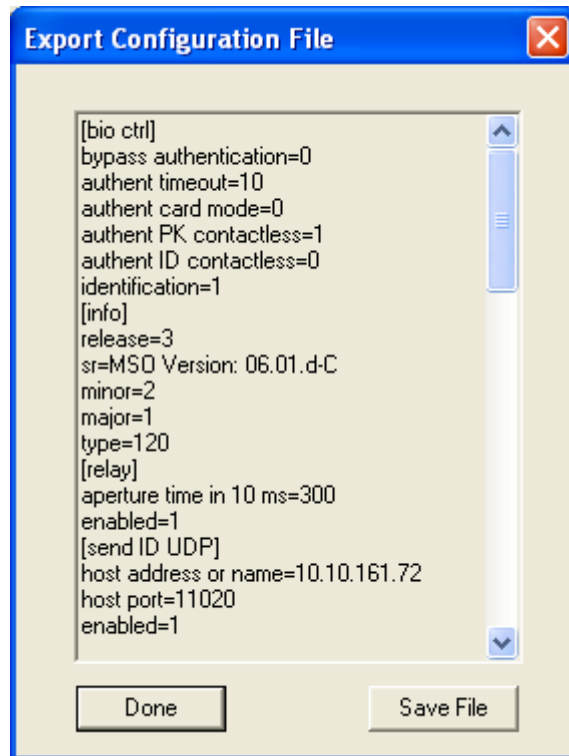 Export Configuration File
[bio ctrl]
bypass authentication=0
authent timeout=10
authent card mode=0
authent PK contactless=1
authent ID contactless=0
identification=1
[info]
release=3
sr=MSO Version: 06.01.d-C
minor=2
major=1
type=120
[relay]
aperture time in 10 ms=300
enabled=1
[send ID UDP]
host address or name=10.10.161.72
host port=11020
enabled=1
Done
Save File